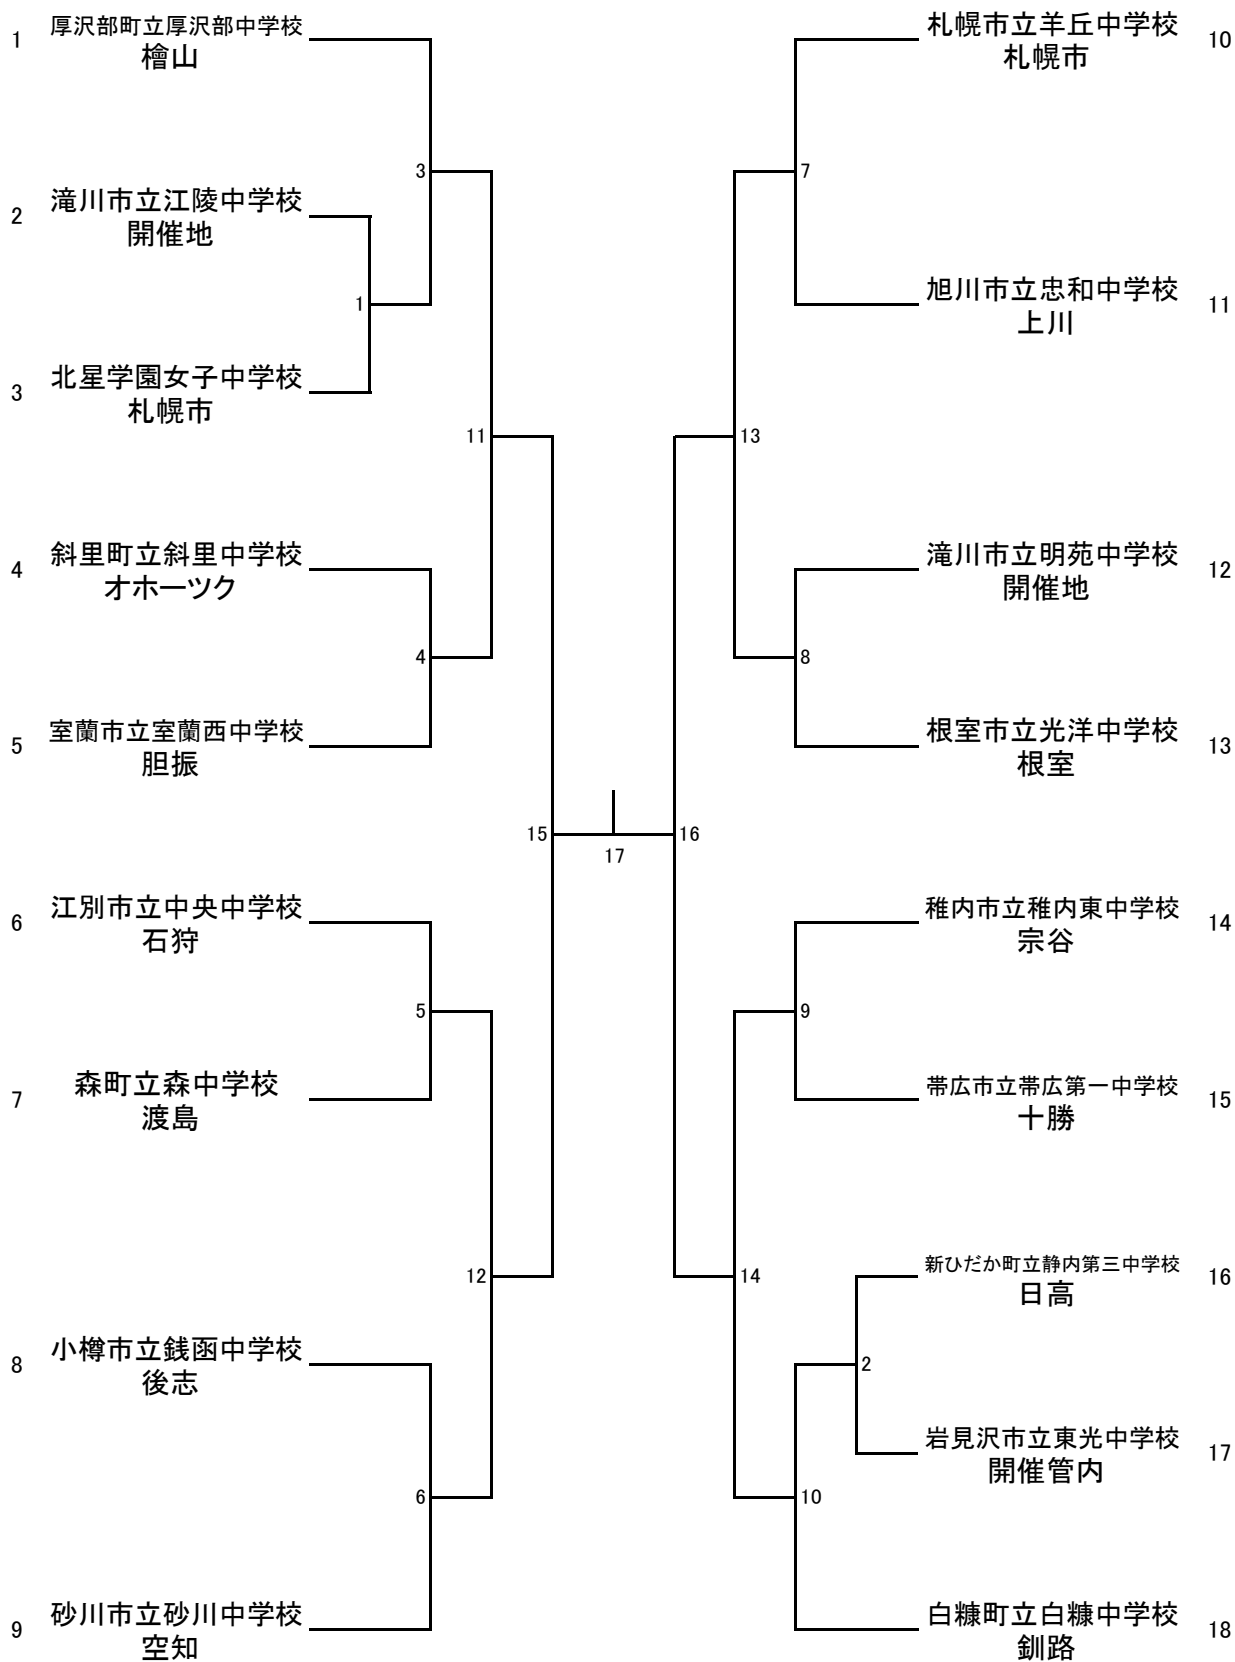 1
厚沢部町立厚沢部中学校
檜山
3
2
滝川市立江陵中学校
開催地
1
3
北星学園女子中学校
札幌市
11
4
斜里町立斜里中学校
オホーツク
4
5
室蘭市立室蘭西中学校
胆振
15
17
16
6
江別市立中央中学校
石狩
5
7
森町立森中学校
渡島
12
8
小樽市立銭函中学校
後志
6
9
砂川市立砂川中学校
空知
札幌市立羊丘中学校
札幌市
10
7
旭川市立忠和中学校
上川
11
13
滝川市立明苑中学校
開催地
12
8
根室市立光洋中学校
根室
13
稚内市立稚内東中学校
宗谷
14
9
帯広市立帯広第一中学校
十勝
15
14
新ひだか町立静内第三中学校
日高
16
2
岩見沢市立東光中学校
開催管内
17
10
白糠町立白糠中学校
釧路
18